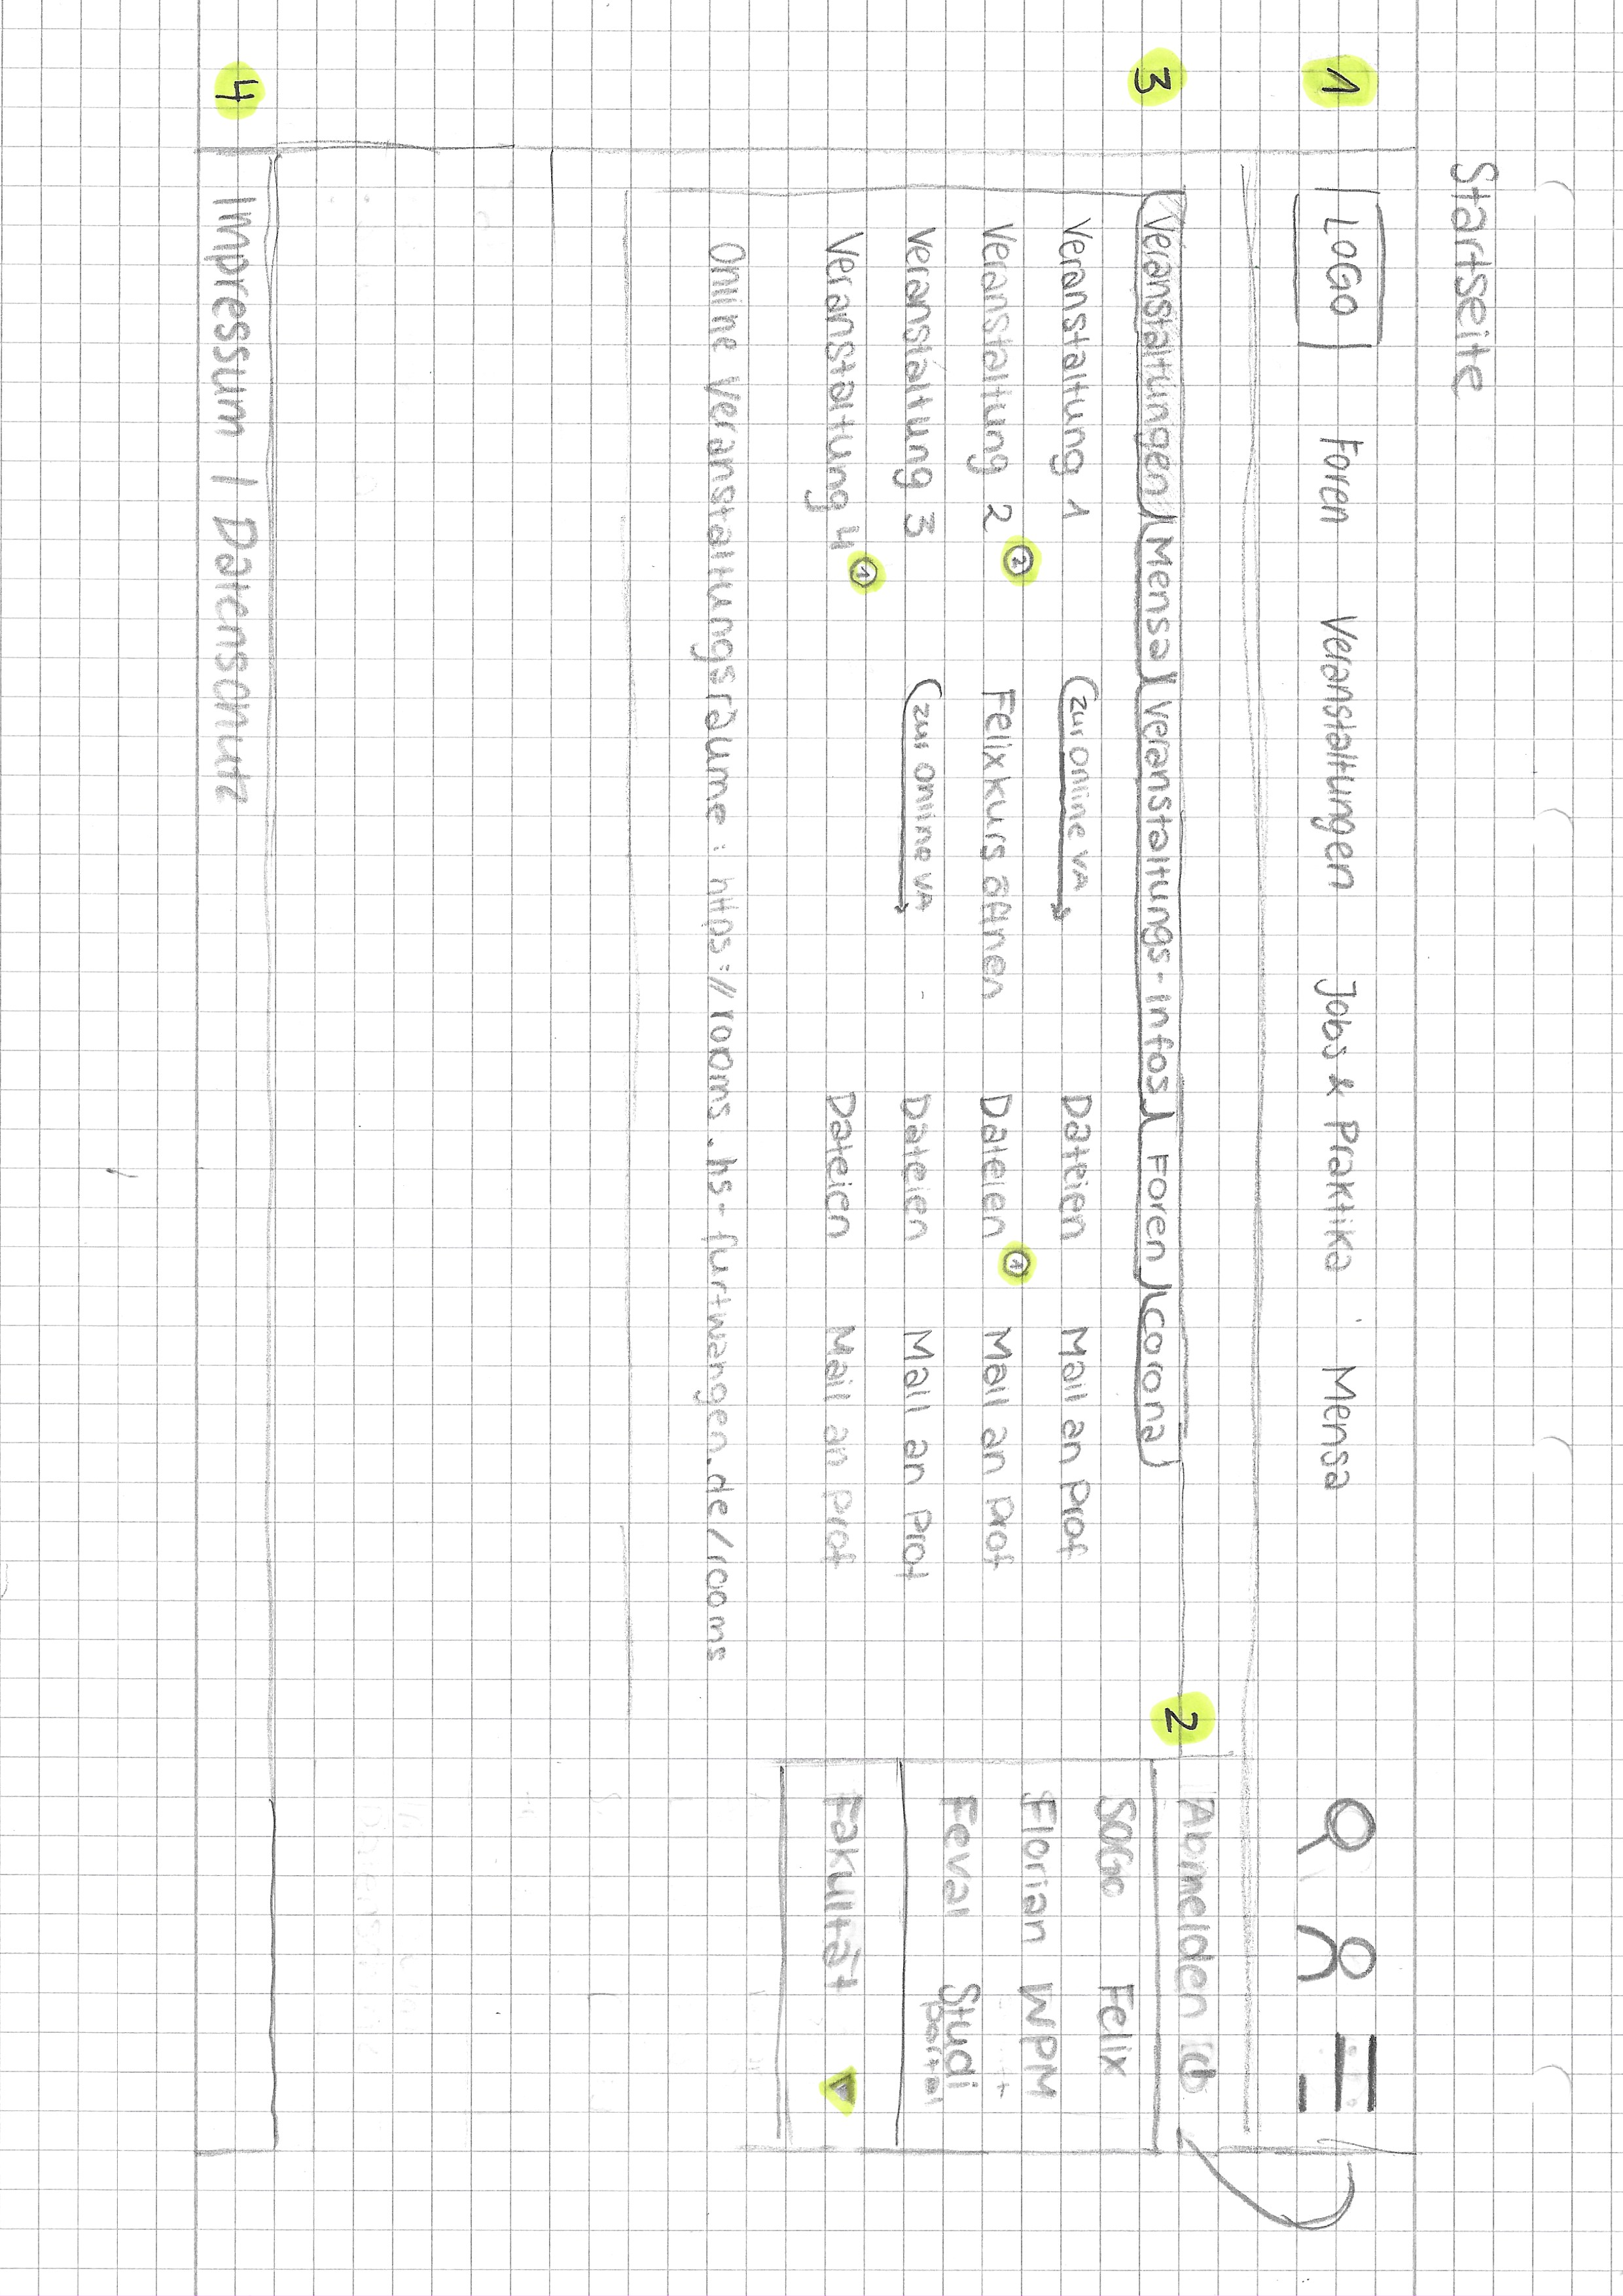 Startseite
1 LOGO Foren Veranstaltungen Jobs & Praktika Mensa
2 Abmelden
3 Veranstaltungen Mensa Veranstaltungs-Infos Foren Corona
SOGo Felix
Veranstaltung 1 zur Online VA Dateien Mail an Prof
Florian WPM
Veranstaltung 2 2 Felixkurs öffnen Dateien 1 Mail an Prof
Feval Studi
portal
Veranstaltung 3 zur Online VA Dateien Mail an Prof
Veranstaltung 4 1 Dateien Mail an Prof
Fakultät
Online Veranstaltungsräume: https://rooms.hs-furtwangen.de/rooms
4 Impressum / Datenschutz